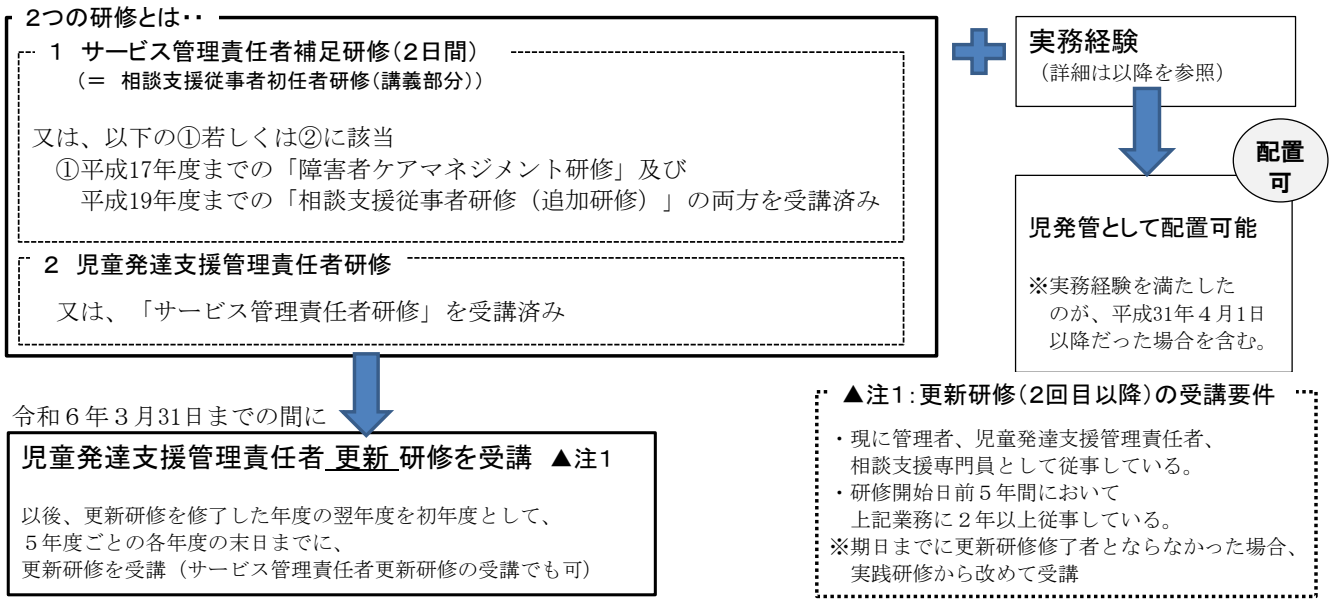 2つの研修とは‥
1 サービス管理責任者補足研修(2日間)
(= 相談支援従事者初任者研修(講義部分))
又は、以下の①若しくは②に該当
①平成17年度までの「障害者ケアマネジメント研修」及び
平成19年度までの「相談支援従事者研修(追加研修)」の両方を受講済み
2 児童発達支援管理責任者研修
又は、「サービス管理責任者研修」を受講済み
実務経験
(詳細は以降を参照)
配置
可
児発管として配置可能
※実務経験を満たした
のが、平成31年4月1日
以降だった場合を含む。
令和6年3月31日までの間に
児童発達支援管理責任者 更新 研修を受講 ▲注1
以後、更新研修を修了した年度の翌年度を初年度として、
5年度ごとの各年度の末日までに、
更新研修を受講(サービス管理責任者更新研修の受講でも可)
▲注1:更新研修(2回目以降)の受講要件
・現に管理者、児童発達支援管理責任者、
相談支援専門員として従事している。
・研修開始日前5年間において
上記業務に2年以上従事している。
※期日までに更新研修修了者とならなかった場合、
実践研修から改めて受講